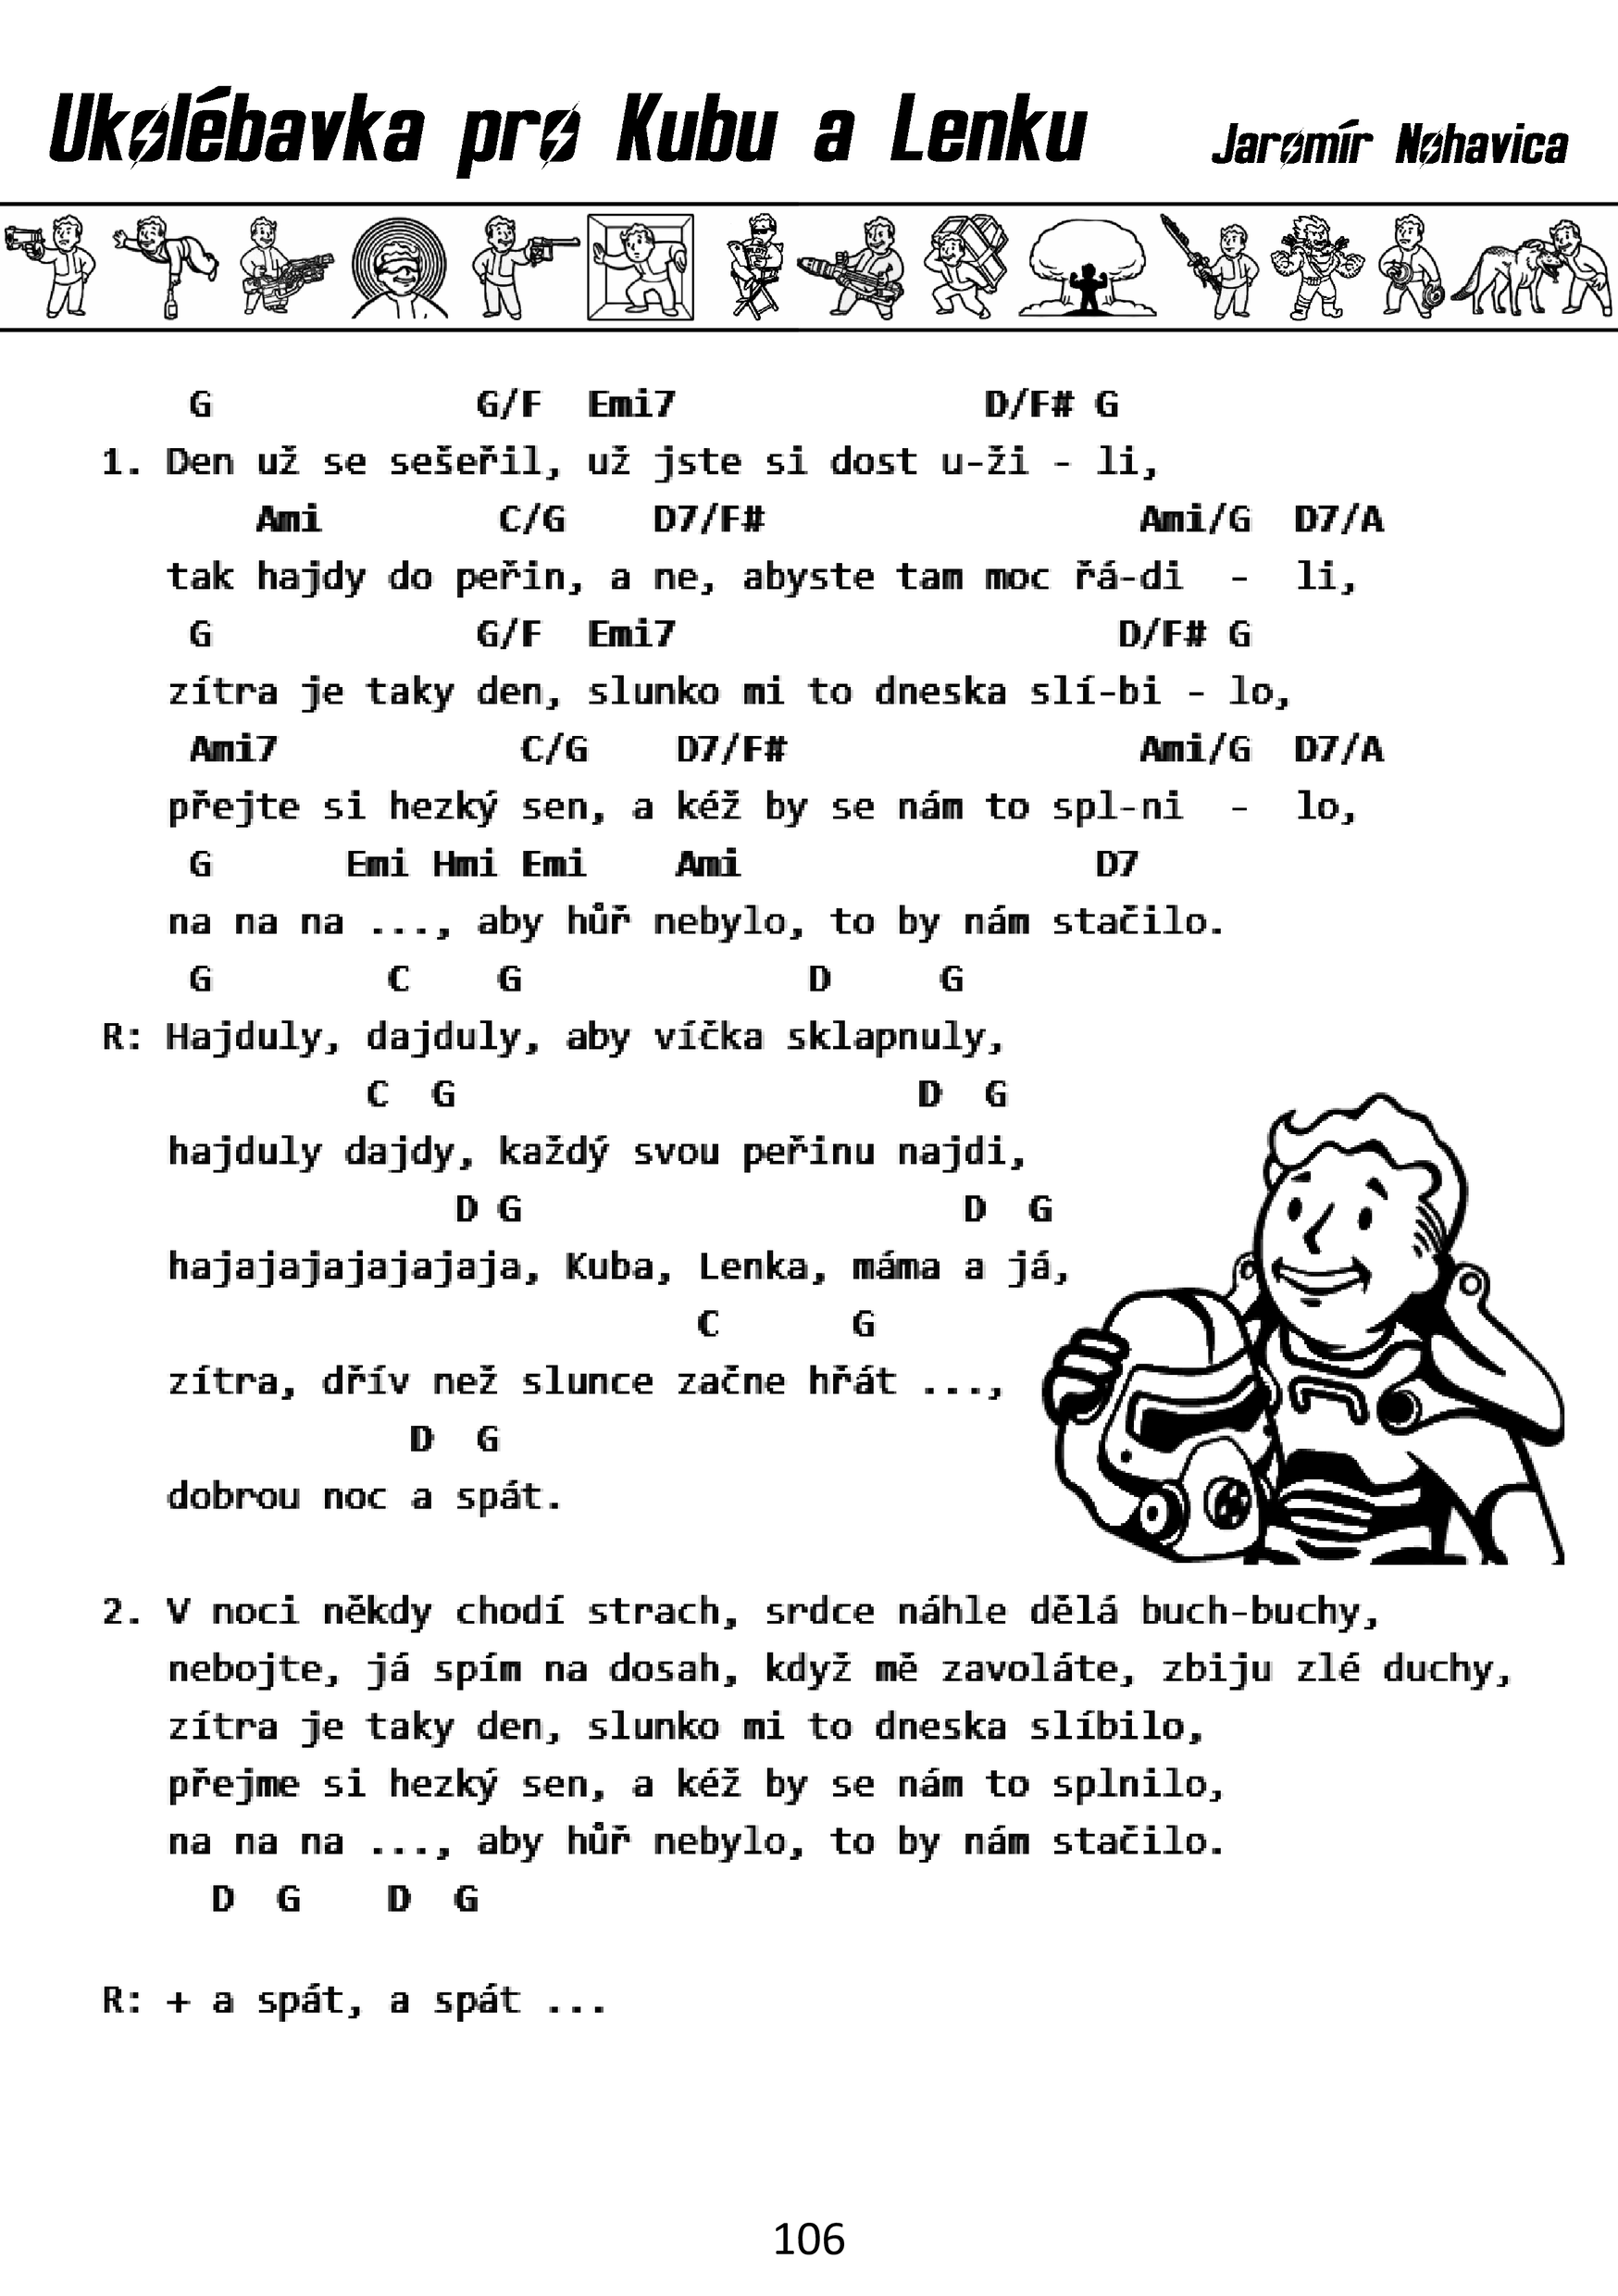 Ukolébavka pro Kubu a Lenku Jaromír Nohavica
G G/F Emi7 D/F# G
1. Den už se sešeřil, už jste si dost u-ži - li,
Ami C/G D7/F# Ami/G D7/A
tak hajdy do peřin, a ne, abyste tam moc řá-di - li,
G G/F Emi7 D/F# G
zítra je taky den, slunko mi to dneska slí-bi - lo,
Ami7 C/G D7/F# Ami/G D7/A
přejte si hezký sen, a kéž by se nám to spl-ni - lo,
G Emi Hmi Emi Ami D7
na na na ..., aby hůř nebylo, to by nám stačilo.
G C G D G
R: Hajduly, dajduly, aby víčka sklapnuly,
C G D G
hajduly dajdy, každý svou peřinu najdi,
D G D G
hajajajajajajaja, Kuba, Lenka, máma a já,
C G
zítra, dřív než slunce začne hřát ...,
D G
dobrou noc a spát.
2. V noci někdy chodí strach, srdce náhle dělá buch-buchy,
nebojte, já spím na dosah, když mě zavoláte, zbiju zlé duchy,
zítra je taky den, slunko mi to dneska slíbilo,
přejme si hezký sen, a kéž by se nám to splnilo,
na na na ..., aby hůř nebylo, to by nám stačilo.
D G D G
R: + a spát, a spát ...
106